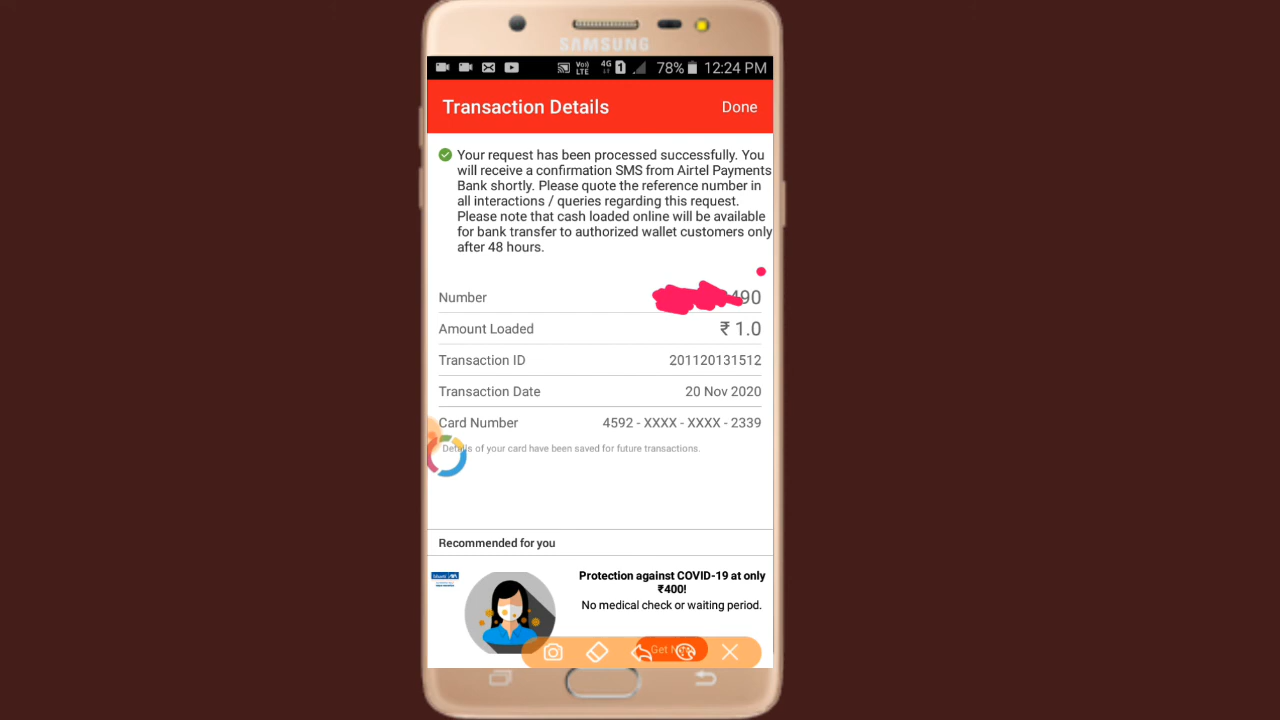 SAMSUNG
VoLTE 4G 1 78% 12:24 PM
Transaction Details Done
Your request has been processed successfully. You
will receive a confirmation SMS from Airtel Payments
Bank shortly. Please quote the reference number in
all interactions / queries regarding this request.
Please note that cash loaded online will be available
for bank transfer to authorized wallet customers only
after 48 hours.
Number 490
Amount Loaded ₹ 1.0
Transaction ID 201120131512
Transaction Date 20 Nov 2020
Card Number 4592 - XXXX - XXXX - 2339
Details of your card have been saved for future transactions.
Recommended for you
Protection against COVID-19 at only
₹400!
No medical check or waiting period.
Get